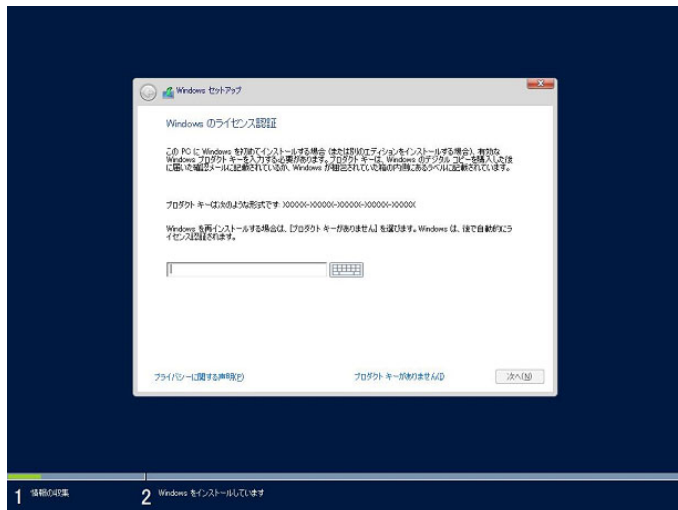 Windows セットアップ
Windows のライセンス認証
この PC に Windows を初めてインストールする場合 (または別のエディションをインストールする場合)、有効な
Windows プロダクト キーを入力する必要があります。プロダクト キーは、Windows のデジタル コピーを購入した後
に届いた確認メールに記載されているか、Windows が梱包されていた箱の内側にあるラベルに記載されています。
プロダクト キーは次のような形式です: XXXXX-XXXXX-XXXXX-XXXXX-XXXXX
Windows を再インストールする場合は、[プロダクト キーがありません] を選びます。Windows は、後で自動的にラ
イセンス認証されます。
プライバシーに関する声明(P)
プロダクト キーがありません(I)
次へ(N)
1 情報の収集
2 Windows をインストールしています